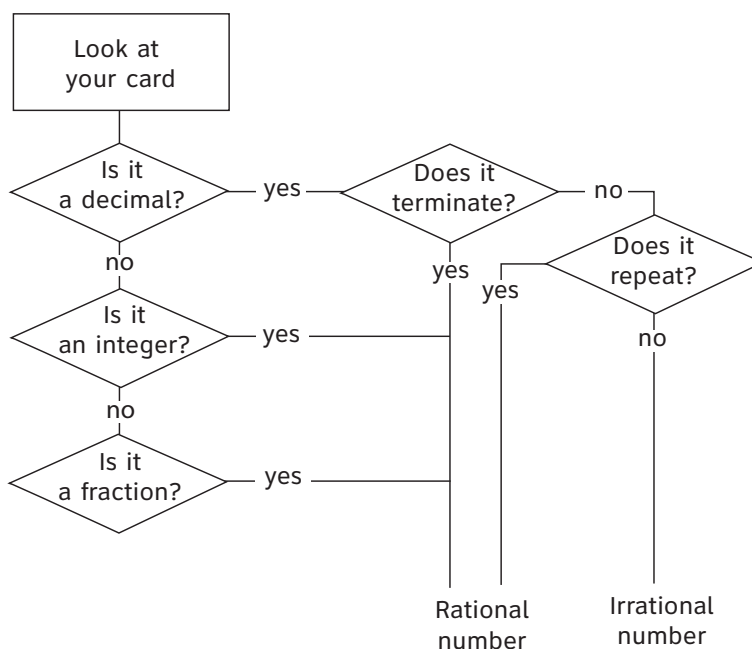 Look at
your card
Is it
a decimal?
yes
Does it
terminate?
no
Does it
repeat?
no
yes
yes
Is it
an integer?
yes
no
no
Is it
a fraction?
yes
Rational
number
Irrational
number